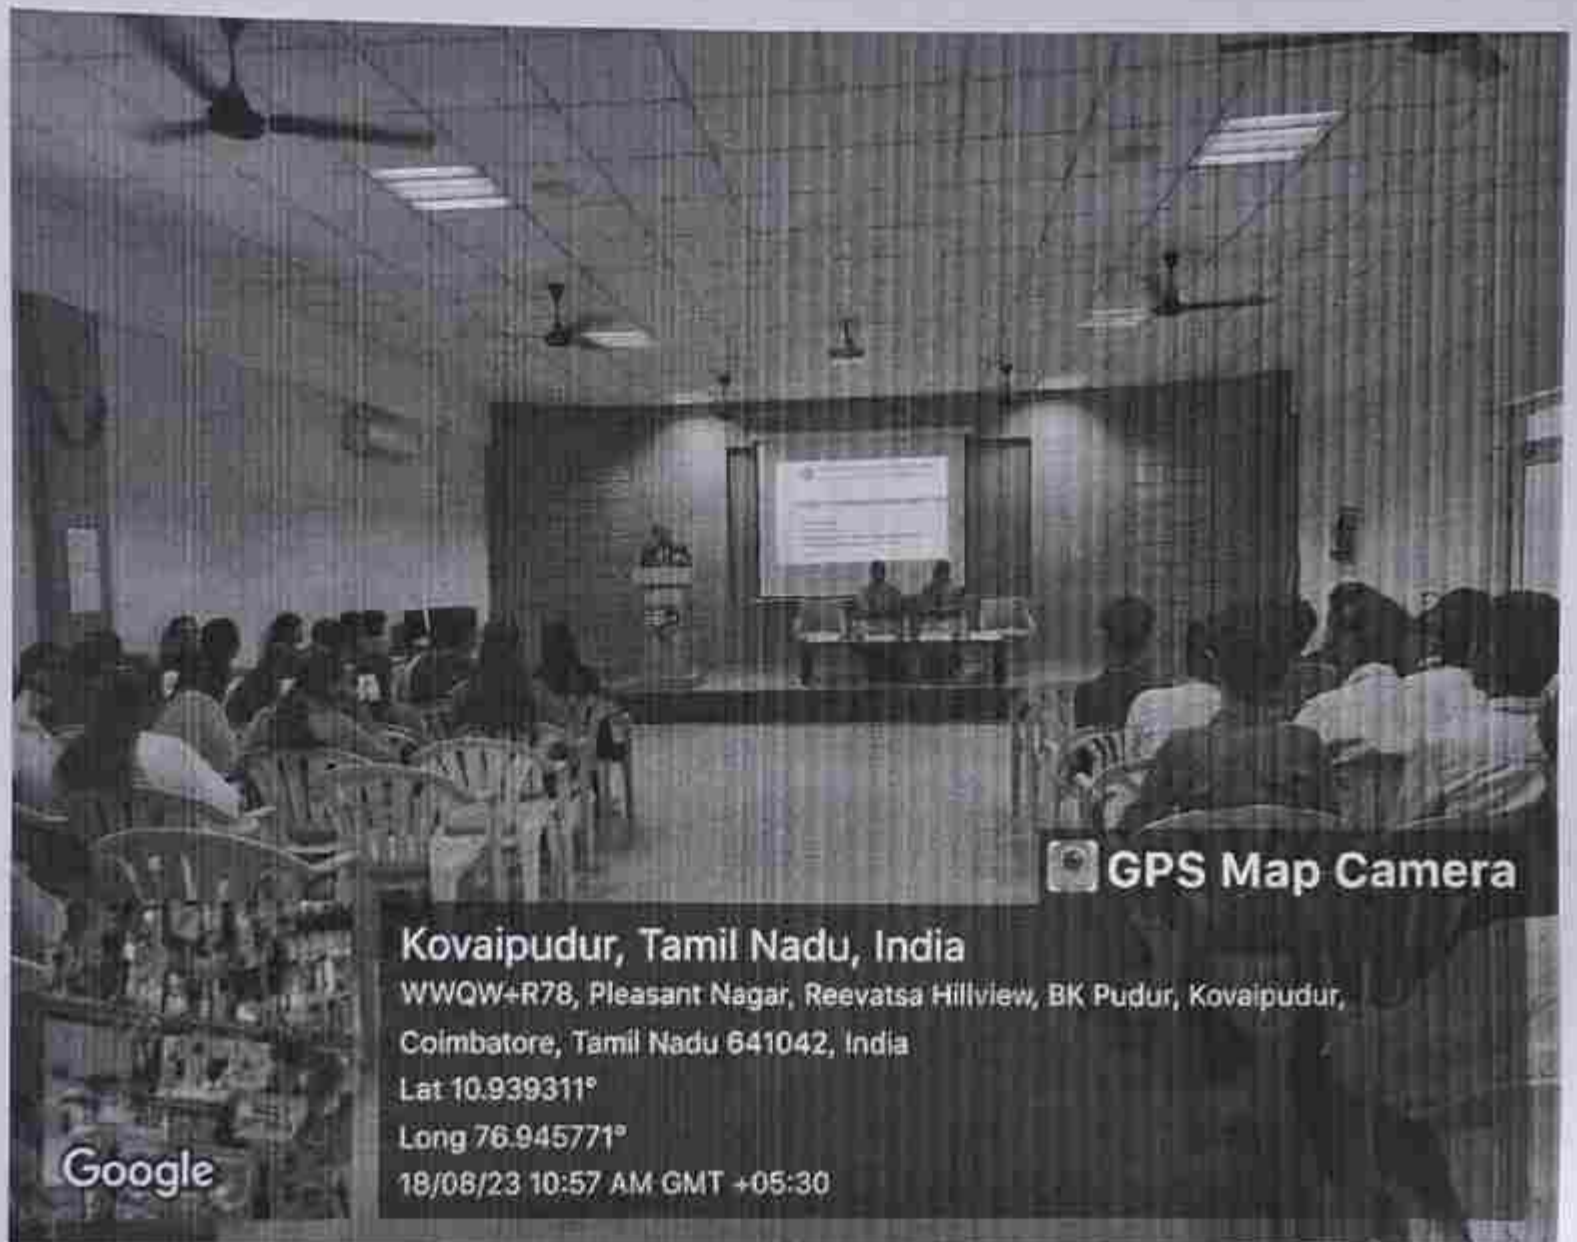 GPS Map Camera
Kovaipudur, Tamil Nadu, India
WWQW+R78, Pleasant Nagar, Reevatsa Hillview, BK Pudur, Kovaipudur,
Coimbatore, Tamil Nadu 641042, India
Lat 10.939311°
Long 76.945771°
18/08/23 10:57 AM GMT +05:30
Google